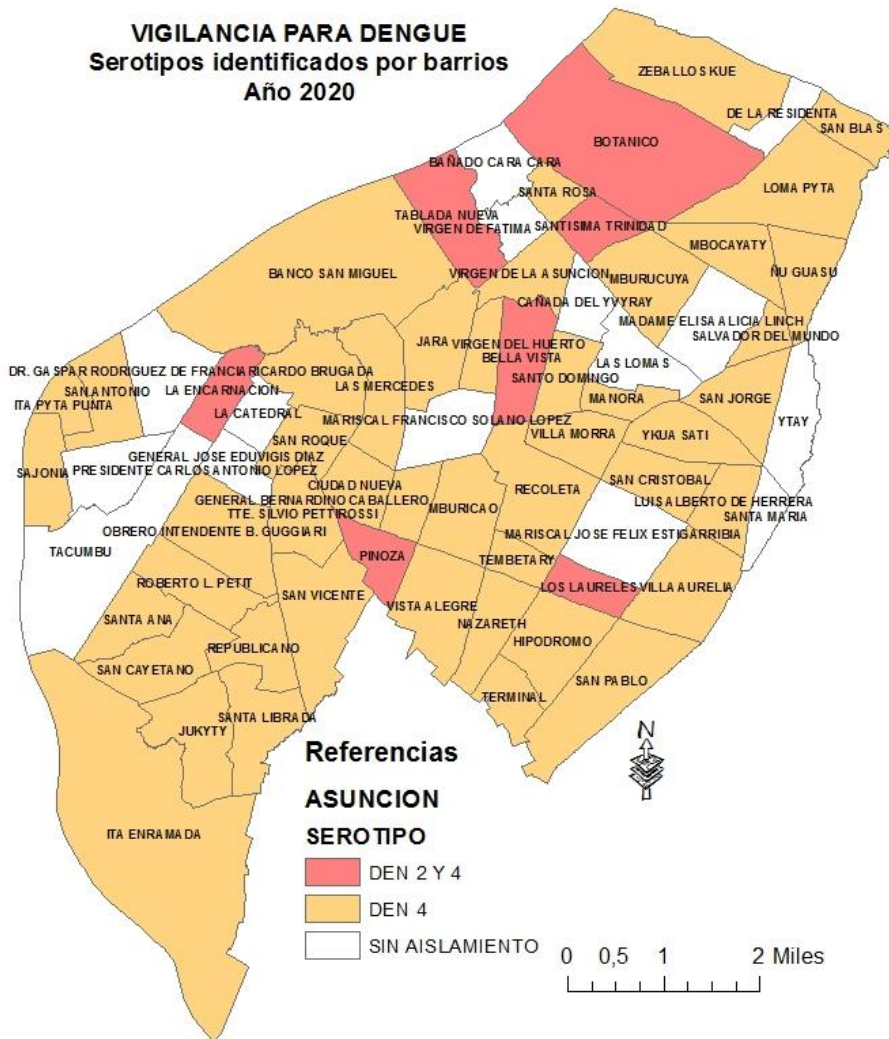 VIGILANCIA PARA DENGUE
Serotipos identificados por barrios
Año 2020
ZEBALLOS KUE
DE LA RESIDENTA
SAN BLAS
BOTANICO
BAÑADO CARA CARA
SANTA ROSA
LOMA PYTA
TABLADA NUEVA
VIRGEN DE FATIMA
SANTISIMA TRINIDAD
MBOCAYATY
BANCO SAN MIGUEL
VIRGEN DE LA ASUNCION
MBURUCUYA
ÑU GUASU
CAÑADA DEL YVYRAY
MADAME ELISA ALICIA LINCH
SALVADOR DEL MUNDO
JARA
VIRGEN DEL HUERTO
BELLA VISTA
LAS LOMAS
DR. GASPAR RODRIGUEZ DE FRANCIA
RICARDO BRUGADA
SAN ANTONIO
LA ENCARNACION
LAS MERCEDES
SANTO DOMINGO
ITA PYTA PUNTA
LA CATEDRAL
MANORA
SAN JORGE
MARISCAL FRANCISCO SOLANO LOPEZ
YTAY
SAN ROQUE
VILLA MORRA
YKUA SATI
GENERAL JOSE EDUVIGIS DIAZ
SAJONIA
PRESIDENTE CARLOS ANTONIO LOPEZ
CIUDAD NUEVA
RECOLETA
SAN CRISTOBAL
GENERAL BERNARDINO CABALLERO
LUIS ALBERTO DE HERRERA
TTE. SILVIO PETTIROSSI
MBURICAO
SANTA MARIA
OBRERO INTENDENTE B. GUGGIARI
MARISCAL JOSE FELIX ESTIGARRIBIA
TACUMBU
PINOZA
TEMBETARY
ROBERTO L. PETIT
LOS LAURELES
VILLA AURELIA
SAN VICENTE
VISTA ALEGRE
SANTA ANA
NAZARETH
HIPODROMO
REPUBLICANO
SAN CAYETANO
SAN PABLO
TERMINAL
SANTA LIBRADA
JUKYTY
ITA ENRAMADA
N
Referencias
ASUNCION
SEROTIPO
DEN 2 Y 4
DEN 4
SIN AISLAMIENTO
0 0,5 1 2 Miles